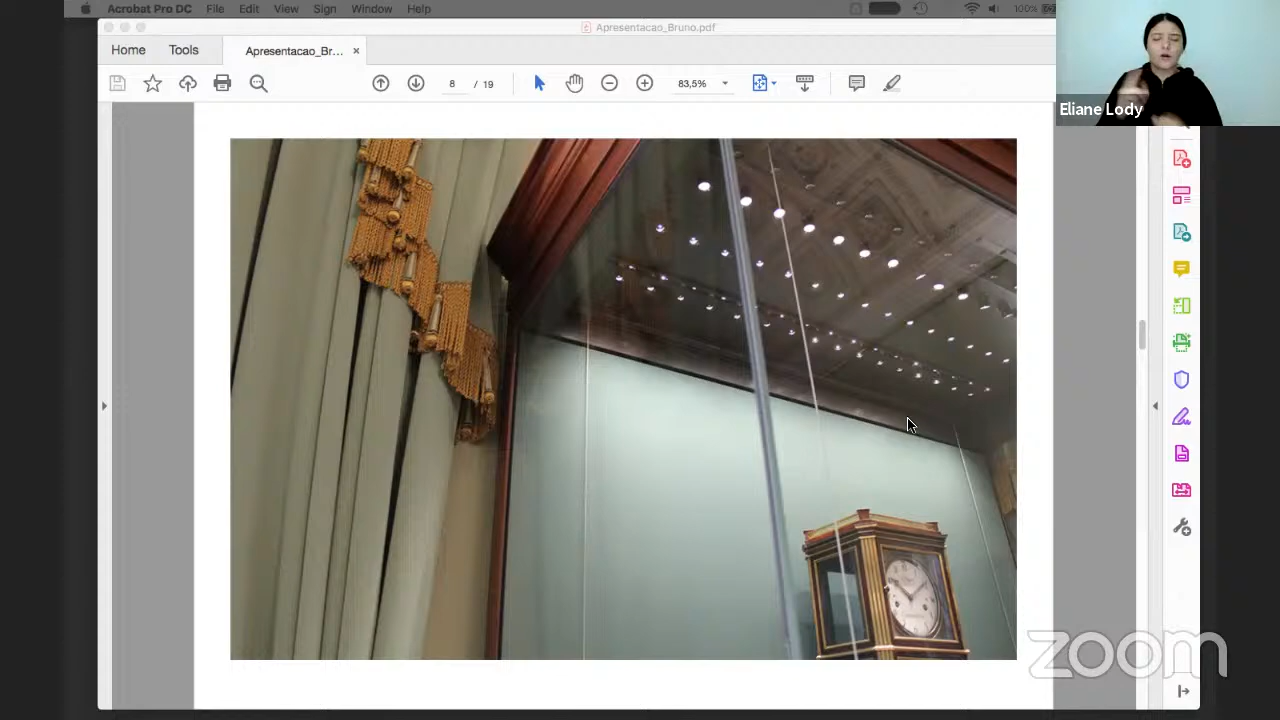 Acrobat Pro DC File Edit View Sign Window Help 100%
Apresentacao_Bruno.pdf
Home Tools Apresentacao_Br... ×
8 / 19 83,5%
Eliane Lody
zoom